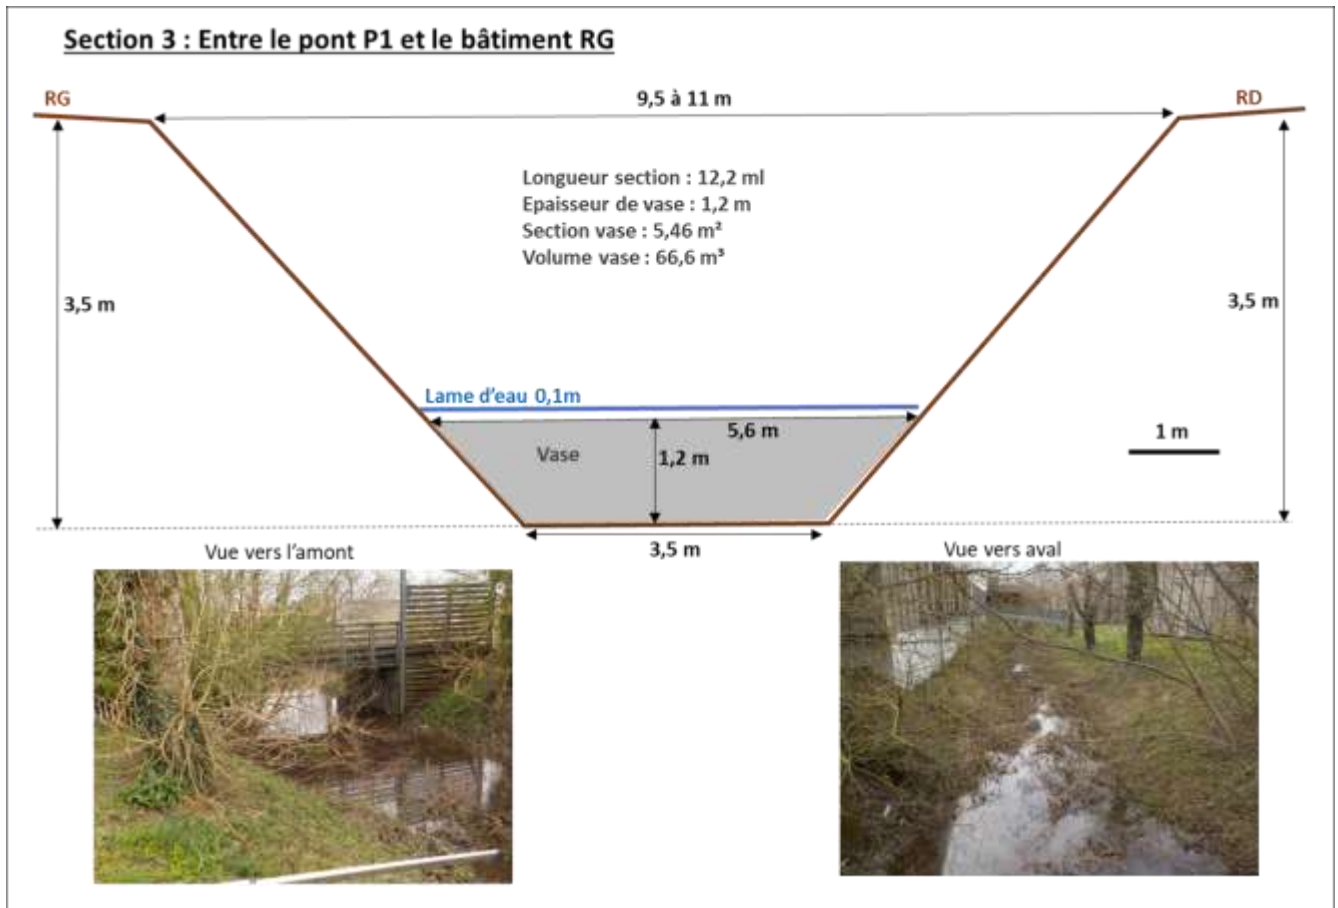 Section 3 : Entre le pont P1 et le bâtiment RG
RG
9,5 à 11 m
RD
Longueur section : 12,2 ml
Epaisseur de vase : 1,2 m
Section vase : 5,46 m²
Volume vase : 66,6 m³
3,5 m
3,5 m
Lame d'eau 0,1m
5,6 m
1 m
Vase
1,2 m
3,5 m
Vue vers l'amont
Vue vers aval